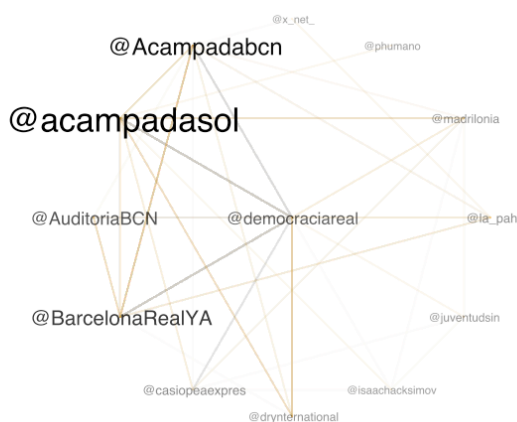 @x_net_
@Acampadabcn
@phumano
@acampadasol
@madrilonia
@AuditoriaBCN
@democraciareal
@la_pah
@BarcelonaRealYA
@juventudsin
@casiopeaexpres
@isaachacksimov
@drynternational